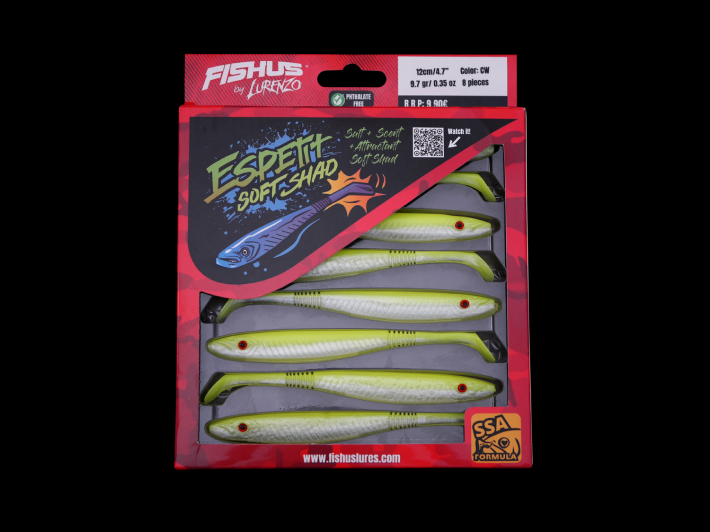 FISHUS
by LURENZO
PHTHALATE
FREE
12cm/4.7" Color: CW
9.7 gr/ 0.35 oz 8 pieces
R.R.P: 9,90€
ESPETIT
SOFT SHAD
Salt + Scent
+Attractant
Soft Shad
Watch it!
SSA
FORMULA
www.fishuslures.com